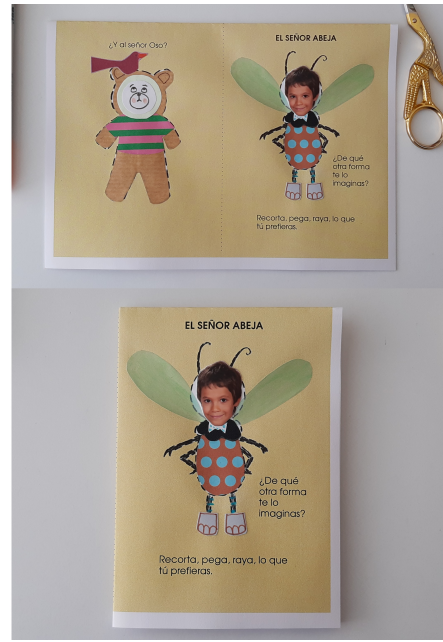 ¿Y al señor Oso?
EL SEÑOR ABEJA
¿De qué
otra forma
te lo
imaginas?
Recorta, pega, raya, lo que
tú prefieras.
EL SEÑOR ABEJA
¿De qué
otra forma
te lo
imaginas?
Recorta, pega, raya, lo que
tú prefieras.